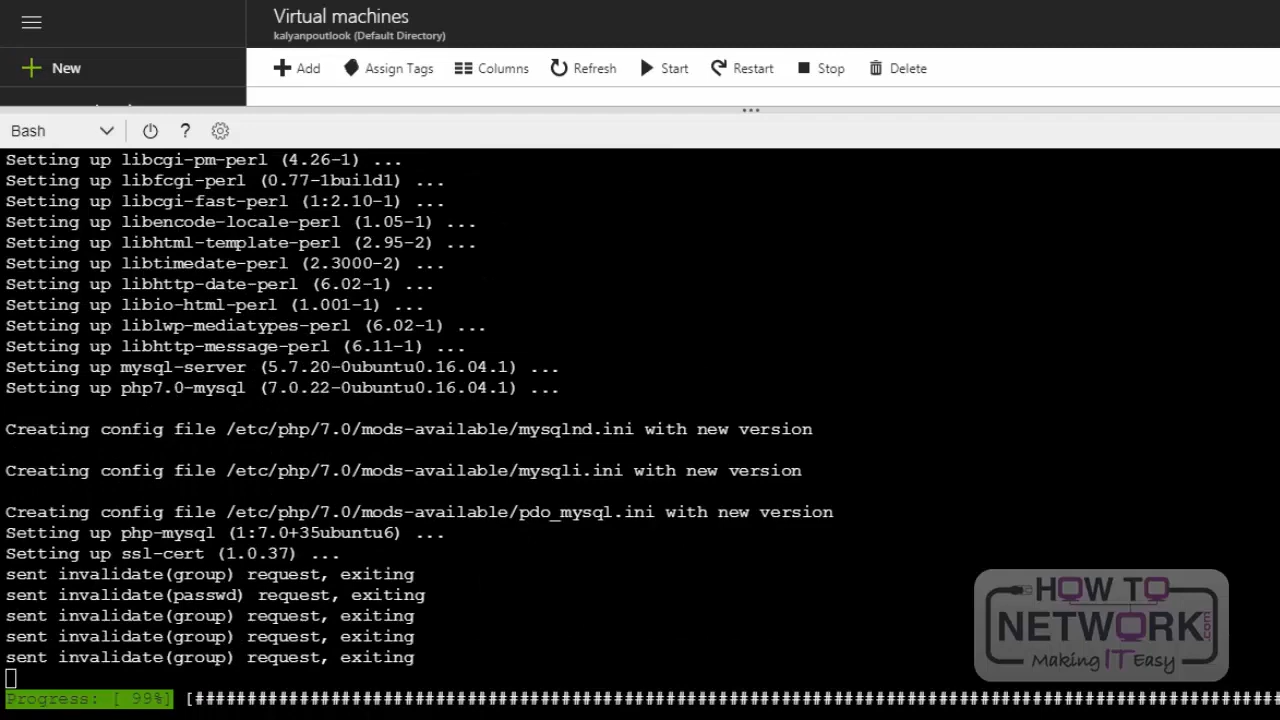 Virtual machines
kalyanpoutlook (Default Directory)
New
Add Assign Tags Columns Refresh Start Restart Stop Delete
Bash ?
Setting up libcgi-pm-perl (4.26-1) ...
Setting up libfcgi-perl (0.77-1build1) ...
Setting up libcgi-fast-perl (1:2.10-1) ...
Setting up libencode-locale-perl (1.05-1) ...
Setting up libhtml-template-perl (2.95-2) ...
Setting up libtimedate-perl (2.3000-2) ...
Setting up libhttp-date-perl (6.02-1) ...
Setting up libio-html-perl (1.001-1) ...
Setting up liblwp-mediatypes-perl (6.02-1) ...
Setting up libhttp-message-perl (6.11-1) ...
Setting up mysql-server (5.7.20-0ubuntu0.16.04.1) ...
Setting up php7.0-mysql (7.0.22-0ubuntu0.16.04.1) ...
Creating config file /etc/php/7.0/mods-available/mysqlnd.ini with new version
Creating config file /etc/php/7.0/mods-available/mysqli.ini with new version
Creating config file /etc/php/7.0/mods-available/pdo_mysql.ini with new version
Setting up php-mysql (1:7.0+35ubuntu6) ...
Setting up ssl-cert (1.0.37) ...
sent invalidate(group) request, exiting
sent invalidate(passwd) request, exiting
sent invalidate(group) request, exiting
sent invalidate(group) request, exiting
sent invalidate(group) request, exiting
Progress: [ 99%] [##########################################################################################################
HOW TO
NETWORK.com
Making IT Easy